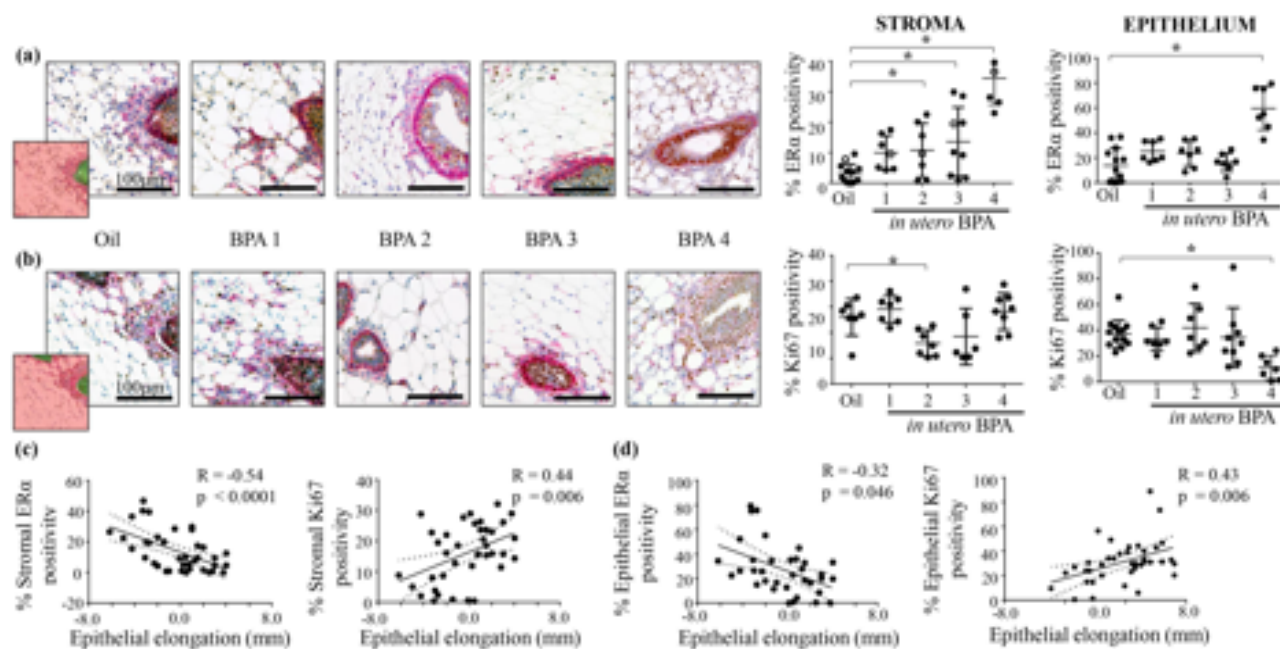 STROMA
EPITHELIUM
(a)
100μm
% ERα positivity
40
30
20
10
0
*
*
*
Oil 1 2 3 4
in utero BPA
% ERα positivity
100
80
60
40
20
0
*
Oil 1 2 3 4
in utero BPA
Oil BPA 1 BPA 2 BPA 3 BPA 4
(b)
100μm
% Ki67 positivity
40
30
20
10
0
*
Oil 1 2 3 4
in utero BPA
% Ki67 positivity
100
80
60
40
20
0
*
Oil 1 2 3 4
in utero BPA
(c)
R = -0.54
p < 0.0001
% Stromal ERα
positivity
60
40
20
0
-20
-8.0 0.0 8.0
Epithelial elongation (mm)
R = 0.44
p = 0.006
% Stromal Ki67
positivity
40
30
20
10
0
-8.0 0.0 8.0
Epithelial elongation (mm)
(d)
R = -0.32
p = 0.046
% Epithelial ERα
positivity
100
80
60
40
20
0
-8.0 0.0 8.0
Epithelial elongation (mm)
R = 0.43
p = 0.006
% Epithelial Ki67
positivity
100
80
60
40
20
0
-8.0 0.0 8.0
Epithelial elongation (mm)